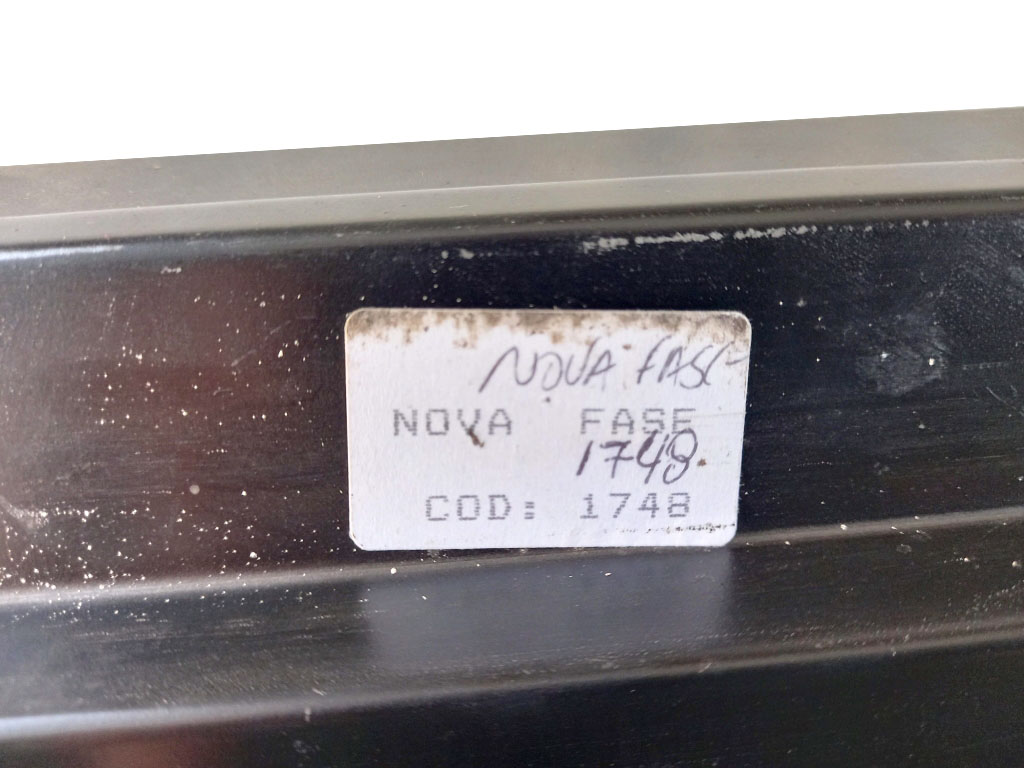 NOVA FASE
NOVA FASE
1748
COD: 1748